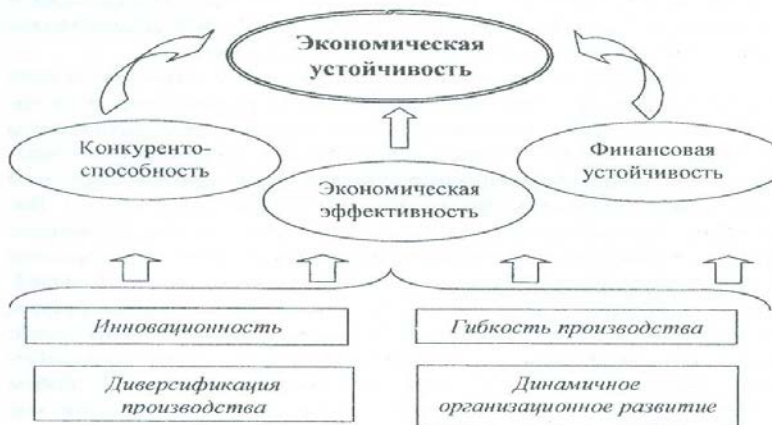 Экономическая
устойчивость
Конкуренто-
способность
Экономическая
эффективность
Финансовая
устойчивость
Инновационность
Гибкость производства
Диверсификация
производства
Динамичное
организационное развитие